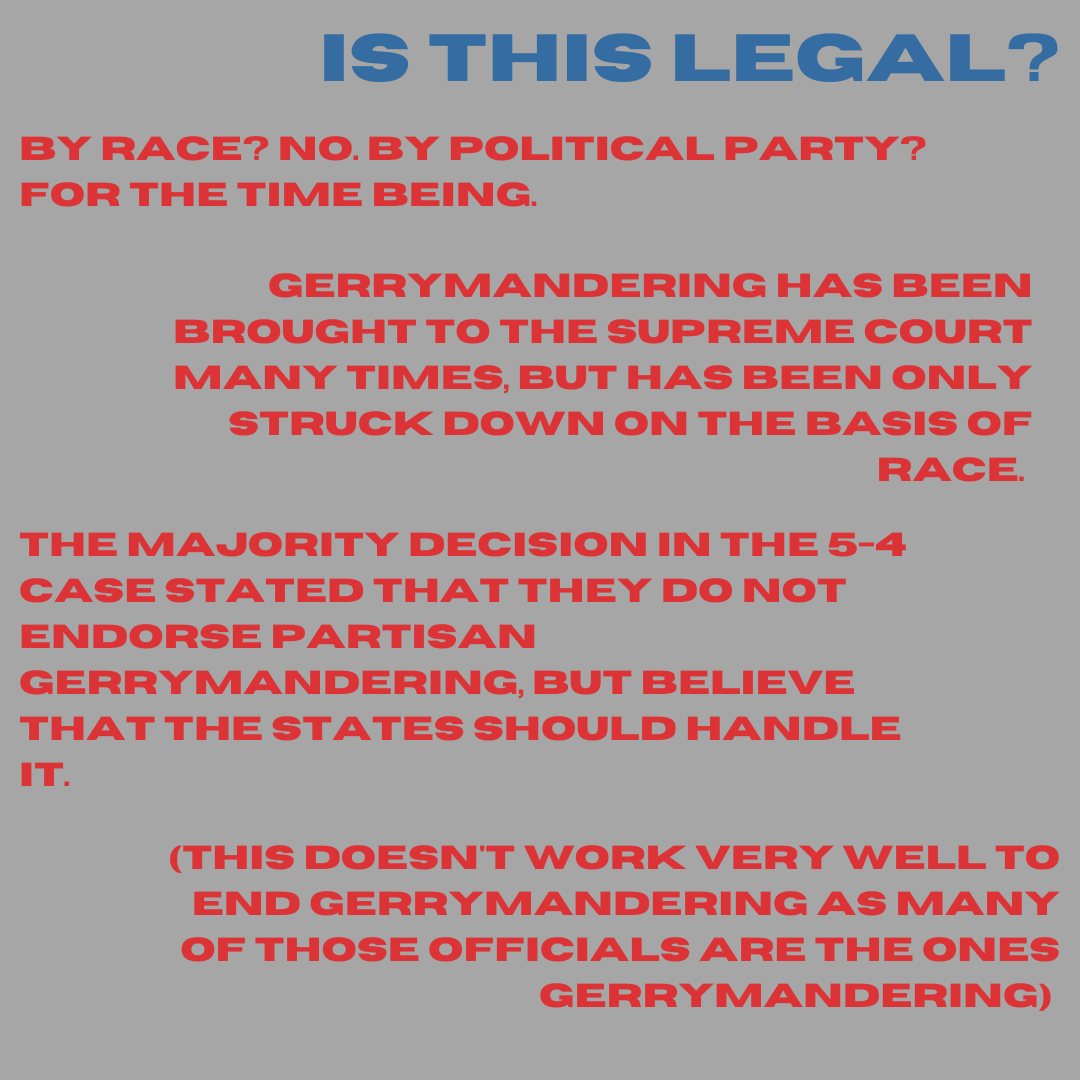 IS THIS LEGAL?
BY RACE? NO. BY POLITICAL PARTY?
FOR THE TIME BEING.
GERRYMANDERING HAS BEEN
BROUGHT TO THE SUPREME COURT
MANY TIMES, BUT HAS BEEN ONLY
STRUCK DOWN ON THE BASIS OF
RACE.
THE MAJORITY DECISION IN THE 5-4
CASE STATED THAT THEY DO NOT
ENDORSE PARTISAN
GERRYMANDERING, BUT BELIEVE
THAT THE STATES SHOULD HANDLE
IT.
(THIS DOESN'T WORK VERY WELL TO
END GERRYMANDERING AS MANY
OF THOSE OFFICIALS ARE THE ONES
GERRYMANDERING)